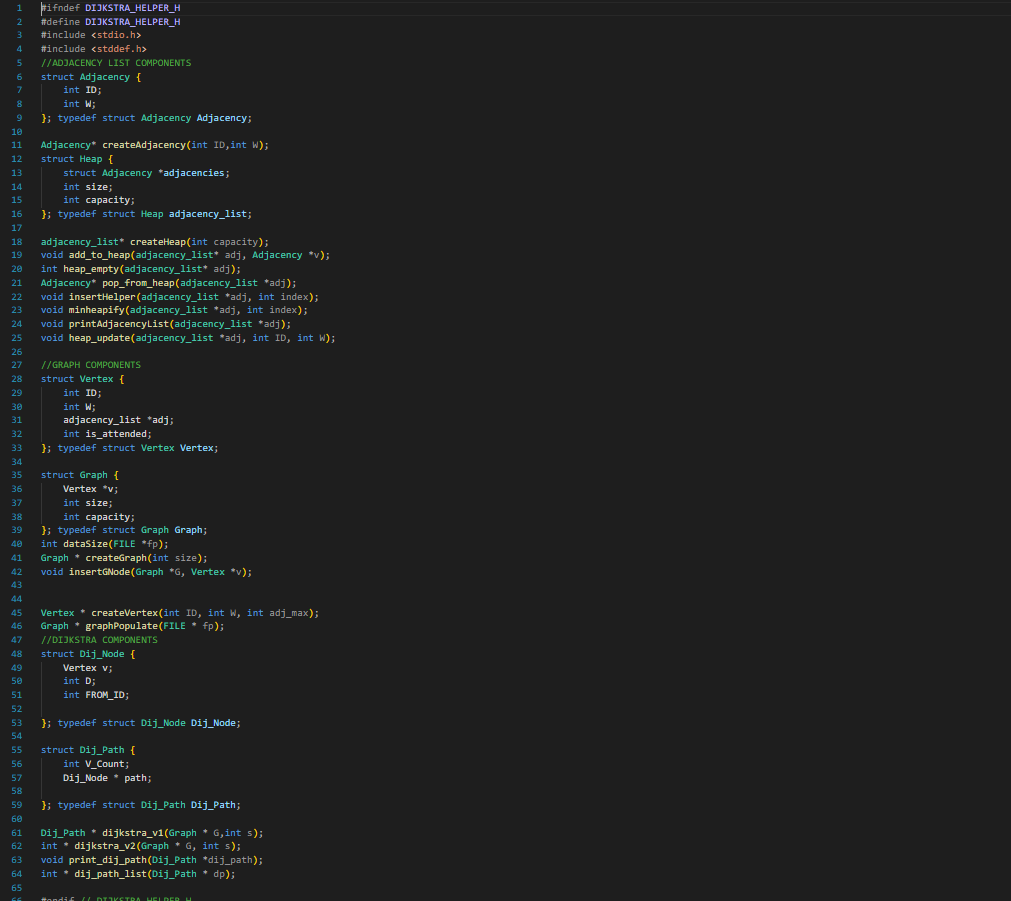 1 #ifndef DIJKSTRA_HELPER_H
2 #define DIJKSTRA_HELPER_H
3 #include <stdio.h>
4 #include <stddef.h>
5 //ADJACENCY LIST COMPONENTS
6 struct Adjacency {
7 int ID;
8 int W;
9 }; typedef struct Adjacency Adjacency;
10
11 Adjacency* createAdjacency(int ID,int W);
12 struct Heap {
13 struct Adjacency *adjacencies;
14 int size;
15 int capacity;
16 }; typedef struct Heap adjacency_list;
17
18 adjacency_list* createHeap(int capacity);
19 void add_to_heap(adjacency_list* adj, Adjacency *v);
20 int heap_empty(adjacency_list* adj);
21 Adjacency* pop_from_heap(adjacency_list *adj);
22 void insertHelper(adjacency_list *adj, int index);
23 void minheapify(adjacency_list *adj, int index);
24 void printAdjacencyList(adjacency_list *adj);
25 void heap_update(adjacency_list *adj, int ID, int W);
26
27 //GRAPH COMPONENTS
28 struct Vertex {
29 int ID;
30 int W;
31 adjacency_list *adj;
32 int is_attended;
33 }; typedef struct Vertex Vertex;
34
35 struct Graph {
36 Vertex *v;
37 int size;
38 int capacity;
39 }; typedef struct Graph Graph;
40 int dataSize(FILE *fp);
41 Graph * createGraph(int size);
42 void insertGNode(Graph *G, Vertex *v);
43
44
45 Vertex * createVertex(int ID, int W, int adj_max);
46 Graph * graphPopulate(FILE * fp);
47 //DIJKSTRA COMPONENTS
48 struct Dij_Node {
49 Vertex v;
50 int D;
51 int FROM_ID;
52
53 }; typedef struct Dij_Node Dij_Node;
54
55 struct Dij_Path {
56 int V_Count;
57 Dij_Node * path;
58
59 }; typedef struct Dij_Path Dij_Path;
60
61 Dij_Path * dijkstra_v1(Graph * G,int s);
62 int * dijkstra_v2(Graph * G, int s);
63 void print_dij_path(Dij_Path *dij_path);
64 int * dij_path_list(Dij_Path * dp);
65
66 #endif // DIJKSTRA_HELPER_H